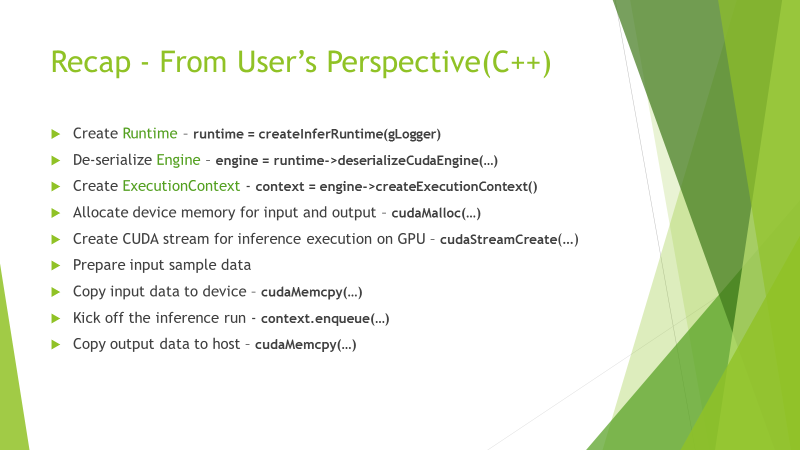 Recap - From User’s Perspective(C++)
Create Runtime – runtime = createInferRuntime(gLogger)
De-serialize Engine – engine = runtime->deserializeCudaEngine(…)
Create ExecutionContext - context = engine->createExecutionContext()
Allocate device memory for input and output – cudaMalloc(…)
Create CUDA stream for inference execution on GPU – cudaStreamCreate(...)
Prepare input sample data
Copy input data to device – cudaMemcpy(…)
Kick off the inference run - context.enqueue(…)
Copy output data to host – cudaMemcpy(…)